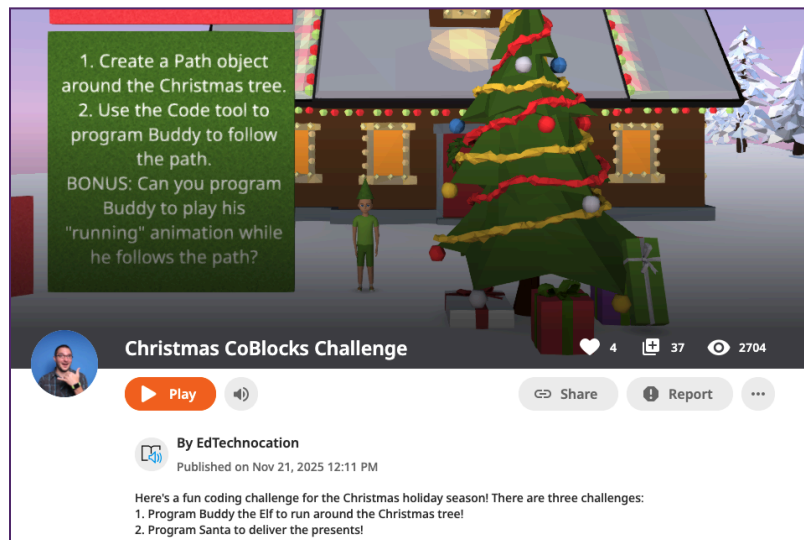 1. Create a Path object
around the Christmas tree.
2. Use the Code tool to
program Buddy to follow
the path.
BONUS: Can you program
Buddy to play his
"running" animation while
he follows the path?
Christmas CoBlocks Challenge
4
37
2704
Play
Share
Report
By EdTechnocation
Published on Nov 21, 2025 12:11 PM
Here's a fun coding challenge for the Christmas holiday season! There are three challenges:
1. Program Buddy the Elf to run around the Christmas tree!
2. Program Santa to deliver the presents!